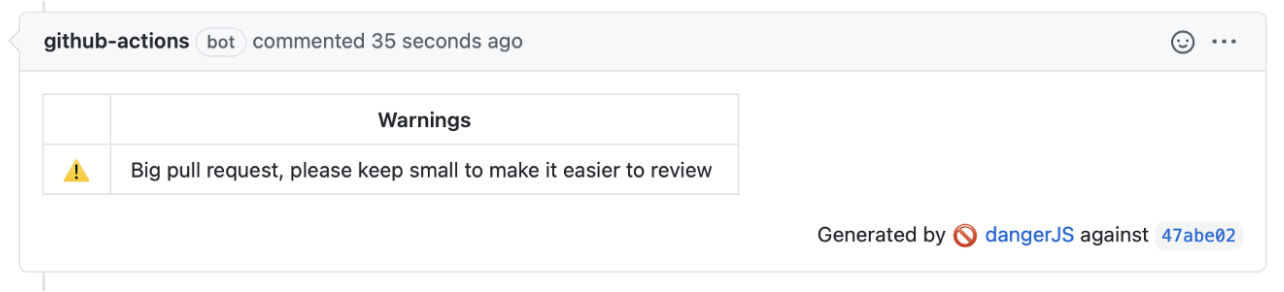 github-actions bot commented 35 seconds ago
Warnings
Big pull request, please keep small to make it easier to review
Generated by dangerJS against 47abe02